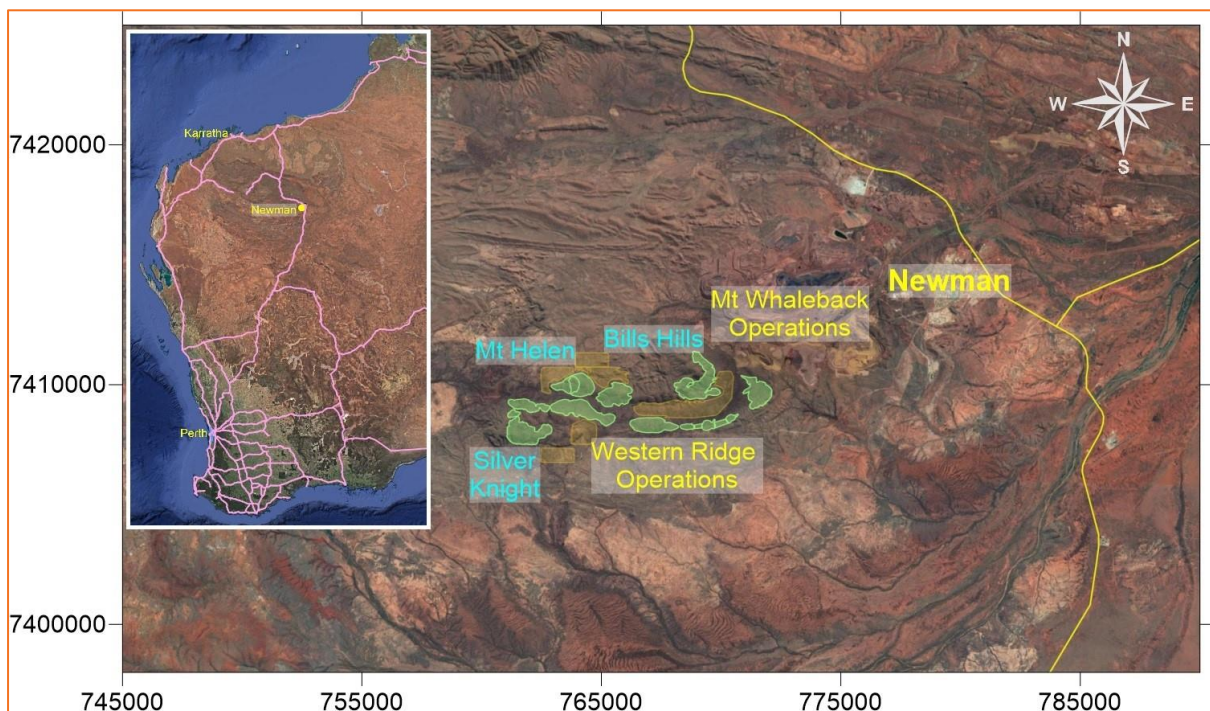 N
W
E
S
7420000
7410000
7400000
Karratha
Newman
Perth
Newman
Mt Whaleback
Operations
Bills Hills
Mt Helen
Western Ridge
Operations
Silver
Knight
745000
755000
765000
775000
785000